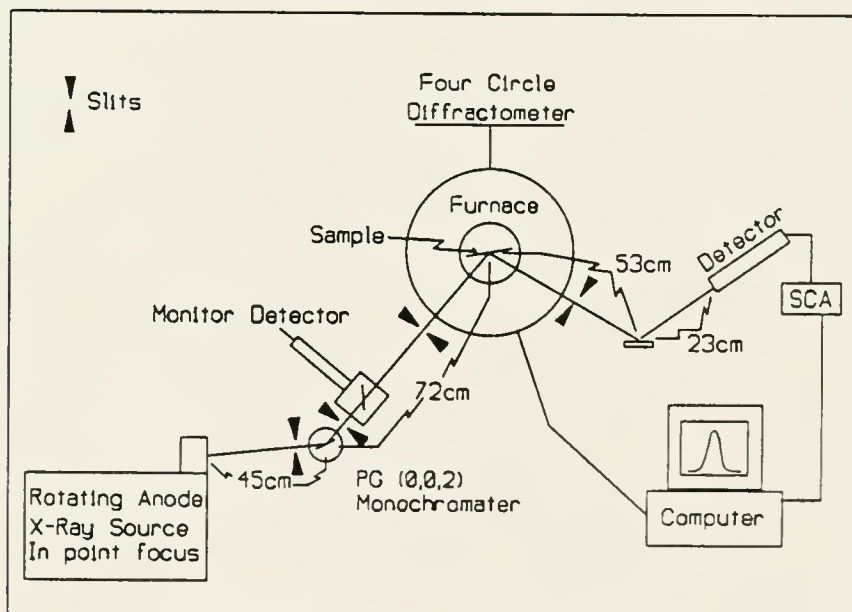 Slits
Four Circle
Diffractometer
Furnace
Sample
53cm
Detector
SCA
Monitor Detector
23cm
72cm
45cm
PG (0,0,2)
Monochromater
Rotating Anode
X-Ray Source
In point focus
Computer